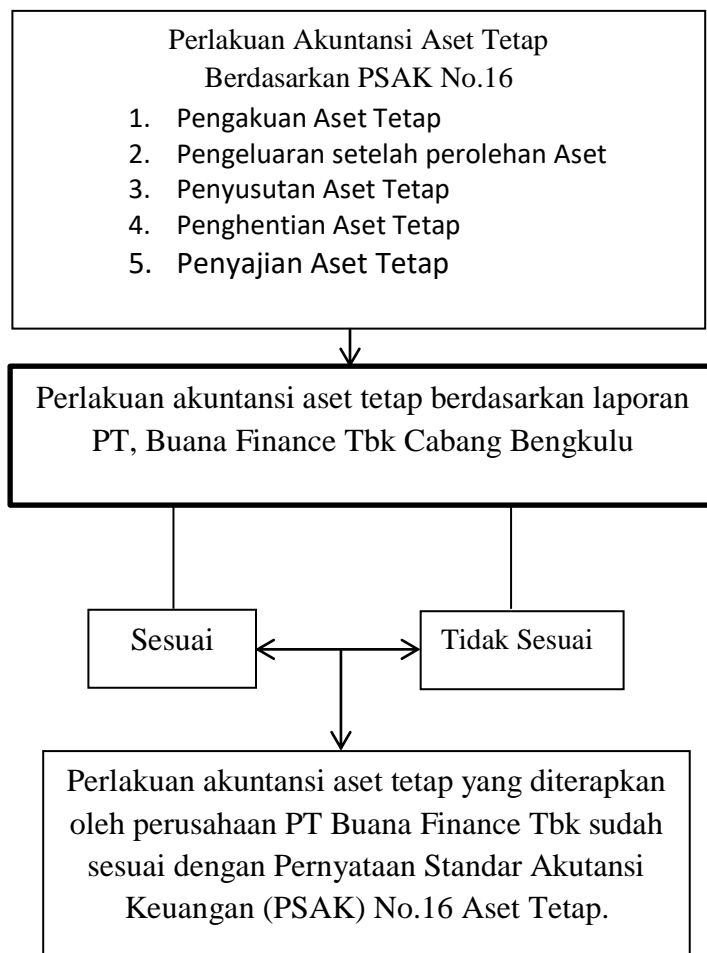 Perlakuan Akuntansi Aset Tetap
Berdasarkan PSAK No.16
1. Pengakuan Aset Tetap
2. Pengeluaran setelah perolehan Aset
3. Penyusutan Aset Tetap
4. Penghentian Aset Tetap
5. Penyajian Aset Tetap
Perlakuan akuntansi aset tetap berdasarkan laporan
PT, Buana Finance Tbk Cabang Bengkulu
Sesuai
Tidak Sesuai
Perlakuan akuntansi aset tetap yang diterapkan
oleh perusahaan PT Buana Finance Tbk sudah
sesuai dengan Pernyataan Standar Akutansi
Keuangan (PSAK) No.16 Aset Tetap.